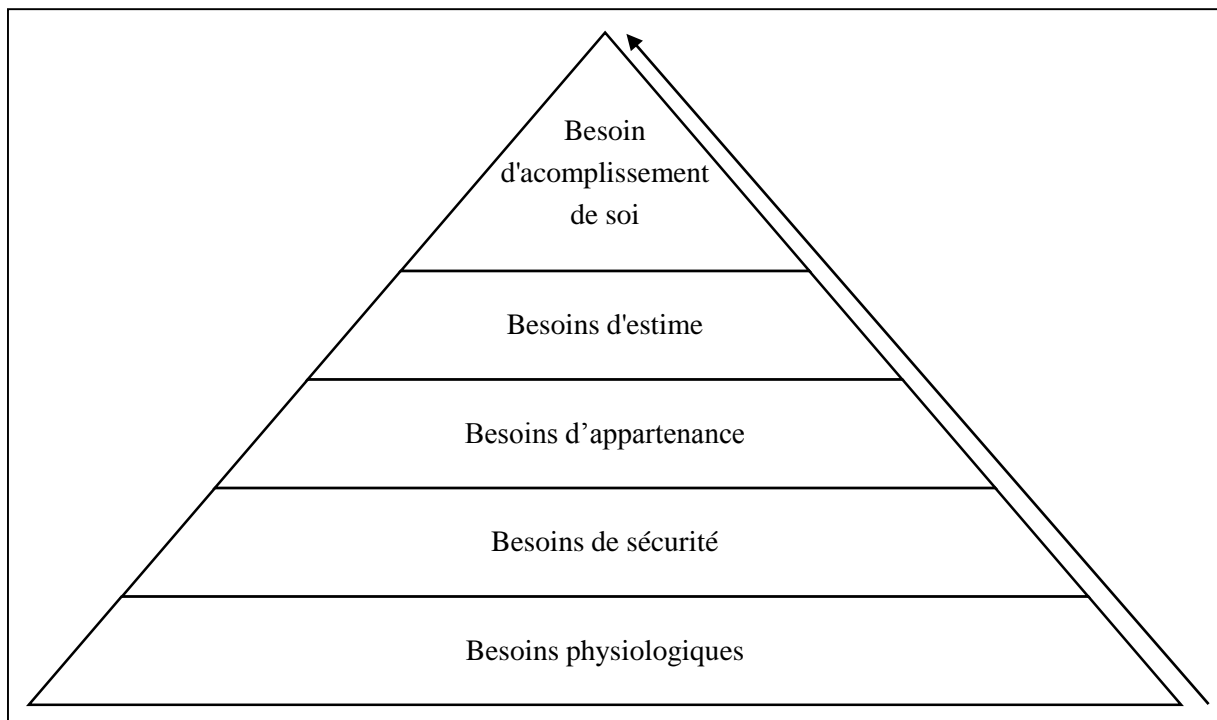 Besoin
d'acomplissement
de soi
Besoins d'estime
Besoins d’appartenance
Besoins de sécurité
Besoins physiologiques